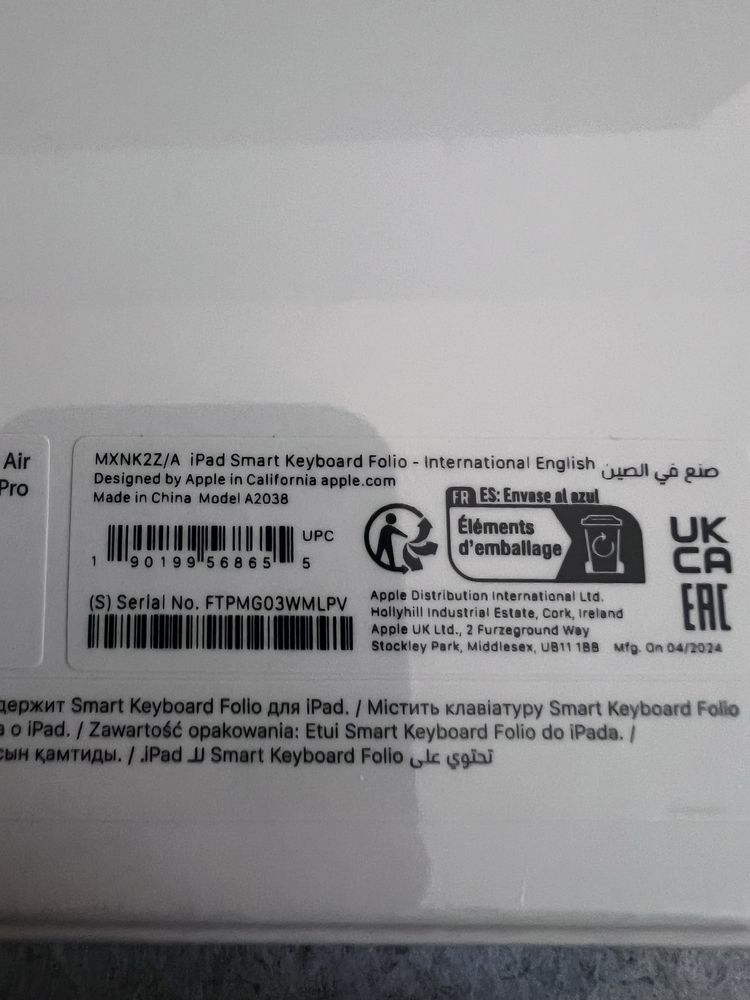 Air
Pro
MXNK2Z/A iPad Smart Keyboard Folio - International English صنع في الصين
Designed by Apple in California apple.com
Made in China Model A2038
UPC
1 90199 56865 5
(S) Serial No. FTPMG03WMLPV
FR ES: Envase al azul
Éléments
d'emballage
UK
CA
EAC
Apple Distribution International Ltd.
Hollyhill Industrial Estate, Cork, Ireland
Apple UK Ltd., 2 Furzeground Way
Stockley Park, Middlesex, UB11 1BB Mfg. On 04/2024
держит Smart Keyboard Folio для iPad. / Містить клавіатуру Smart Keyboard Folio
a o iPad. / Zawartość opakowania: Etui Smart Keyboard Folio do iPada. /
сын қамтиды. / تحتوي على Smart Keyboard Folio للـ iPad.